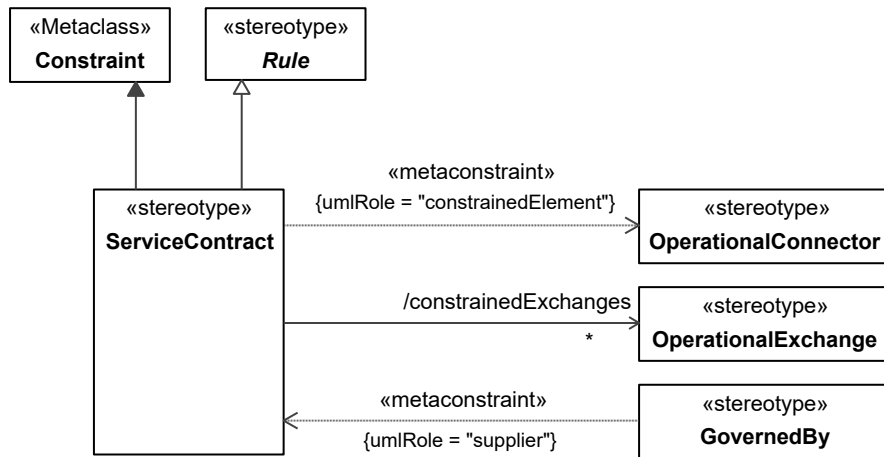 «Metaclass»
Constraint
«stereotype»
Rule
«stereotype»
ServiceContract
«metaconstraint»
{umlRole = "constrainedElement"}
«stereotype»
OperationalConnector
/constrainedExchanges
*
«stereotype»
OperationalExchange
«metaconstraint»
{umlRole = "supplier"}
«stereotype»
GovernedBy